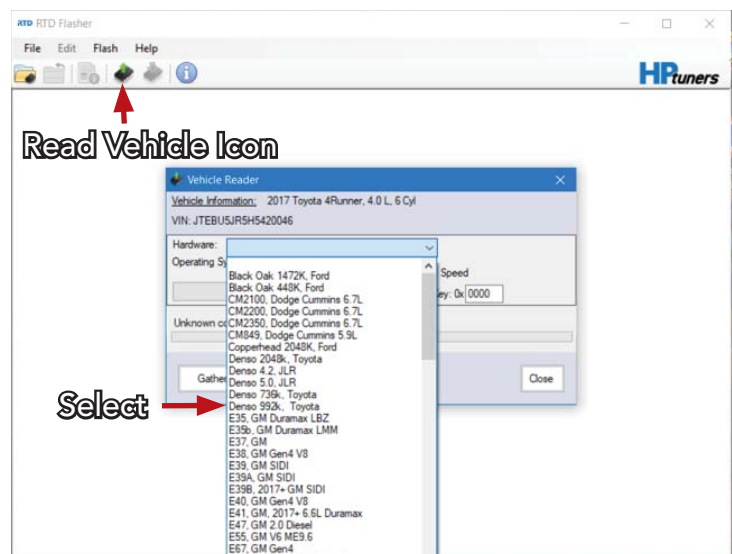 RTD RTD Flasher
File Edit Flash Help
HPtuners
Read Vehicle Icon
Vehicle Reader
Vehicle Information: 2017 Toyota 4Runner, 4.0 L, 6 Cyl
VIN: JTEBU5JR5H5420046
Hardware:
Operating Sy
Speed
ey: 0x 0000
Unknown co
Gather
Close
Black Oak 1472K, Ford
Black Oak 448K, Ford
CM2100, Dodge Cummins 6.7L
CM2200, Dodge Cummins 6.7L
CM2350, Dodge Cummins 6.7L
CM849, Dodge Cummins 5.9L
Copperhead 2048K, Ford
Denso 2048k, Toyota
Denso 4.2, JLR
Denso 5.0, JLR
Denso 736k, Toyota
Select
Denso 992k, Toyota
E35, GM Duramax LBZ
E35b, GM Duramax LMM
E37, GM
E38, GM Gen4 V8
E39, GM SIDI
E39A, GM SIDI
E39B, 2017+ GM SIDI
E40, GM Gen4 V8
E41, GM, 2017+ 6.6L Duramax
E47, GM 2.0 Diesel
E55, GM V6 ME9.6
E67, GM Gen4